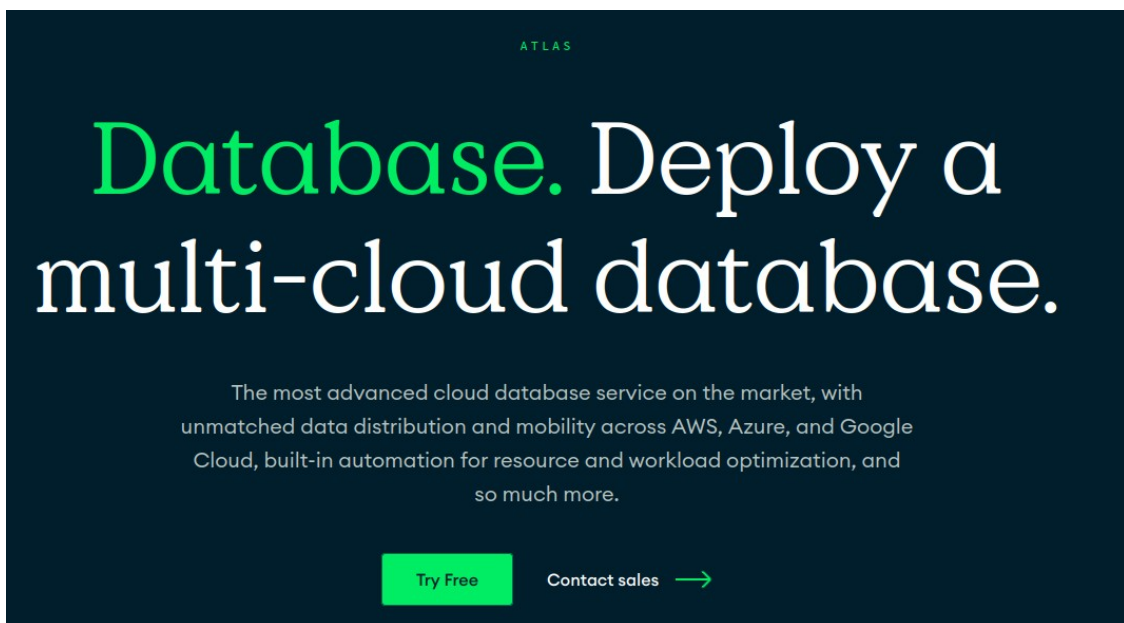 ATLAS
Database. Deploy a
multi-cloud database.
The most advanced cloud database service on the market, with
unmatched data distribution and mobility across AWS, Azure, and Google
Cloud, built-in automation for resource and workload optimization, and
so much more.
Try Free
Contact sales